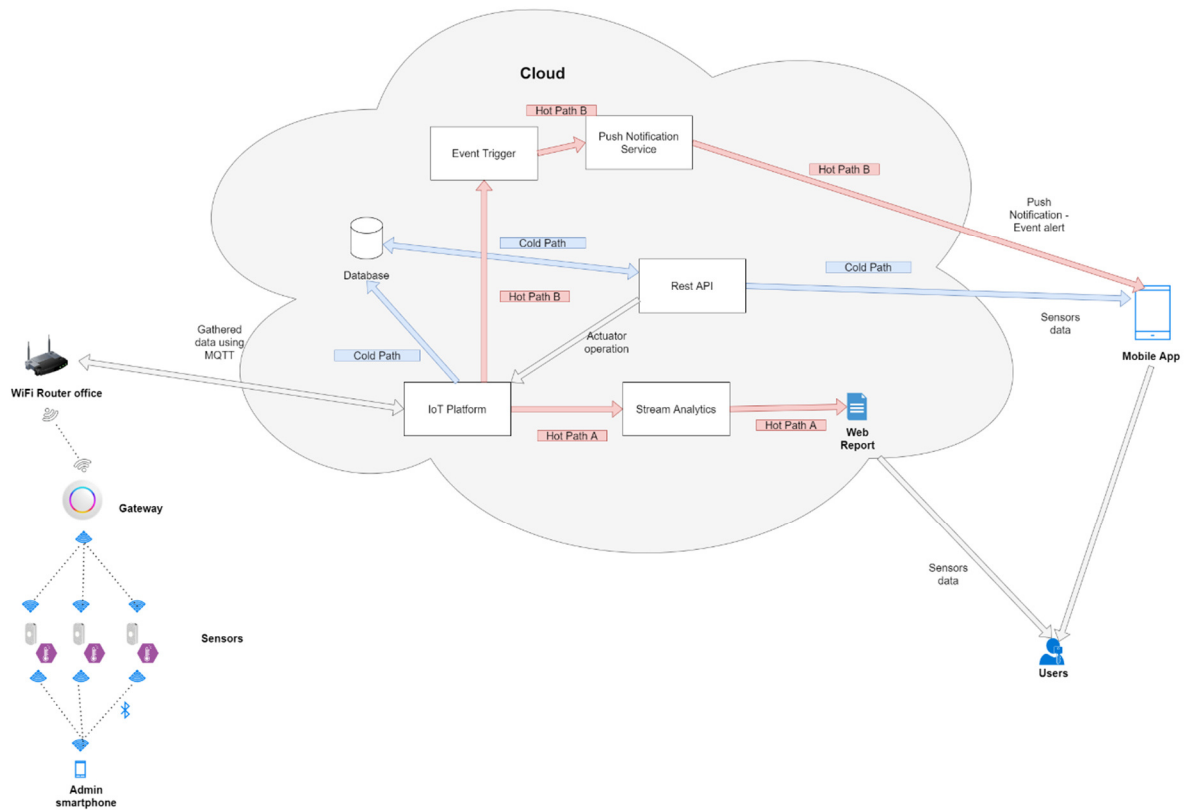 Cloud
Hot Path B
Event Trigger
Push Notification
Service
Hot Path B
Push
Notification -
Event alert
Database
Cold Path
Hot Path B
Rest API
Cold Path
Sensors
data
Mobile App
Gathered
data using
MQTT
Actuator
operation
Cold Path
WiFi Router office
IoT Platform
Hot Path A
Stream Analytics
Hot Path A
Web
Report
Gateway
Sensors
data
Sensors
Users
Admin
smartphone